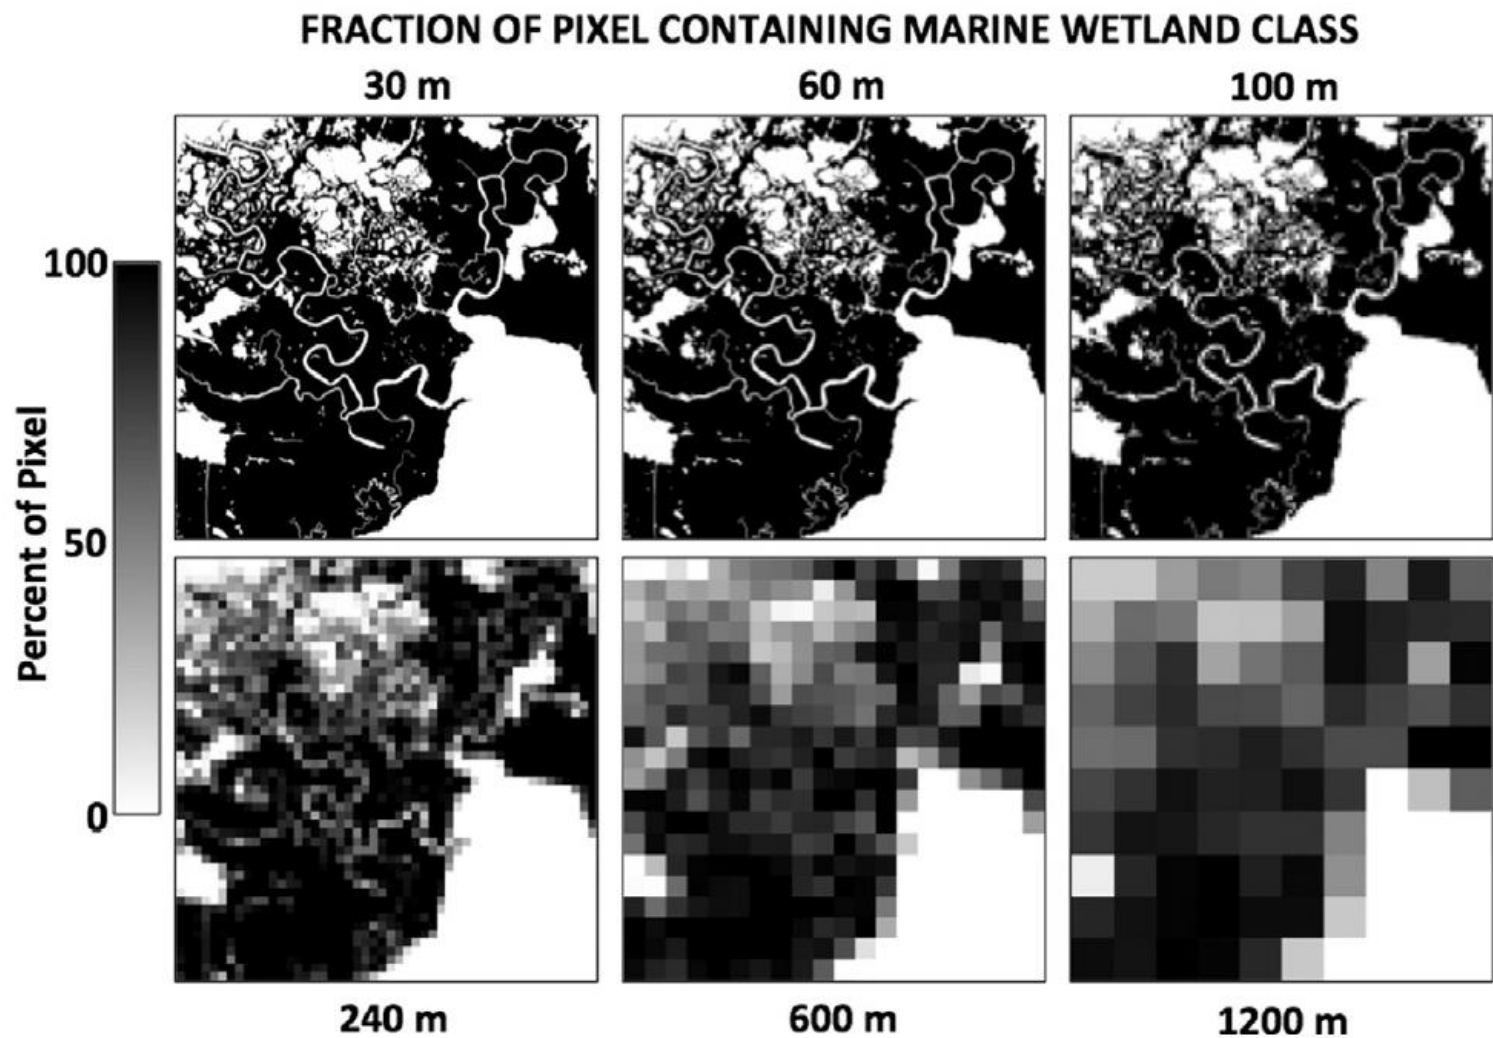 FRACTION OF PIXEL CONTAINING MARINE WETLAND CLASS
30 m
60 m
100 m
Percent of Pixel
100
50
0
240 m
600 m
1200 m